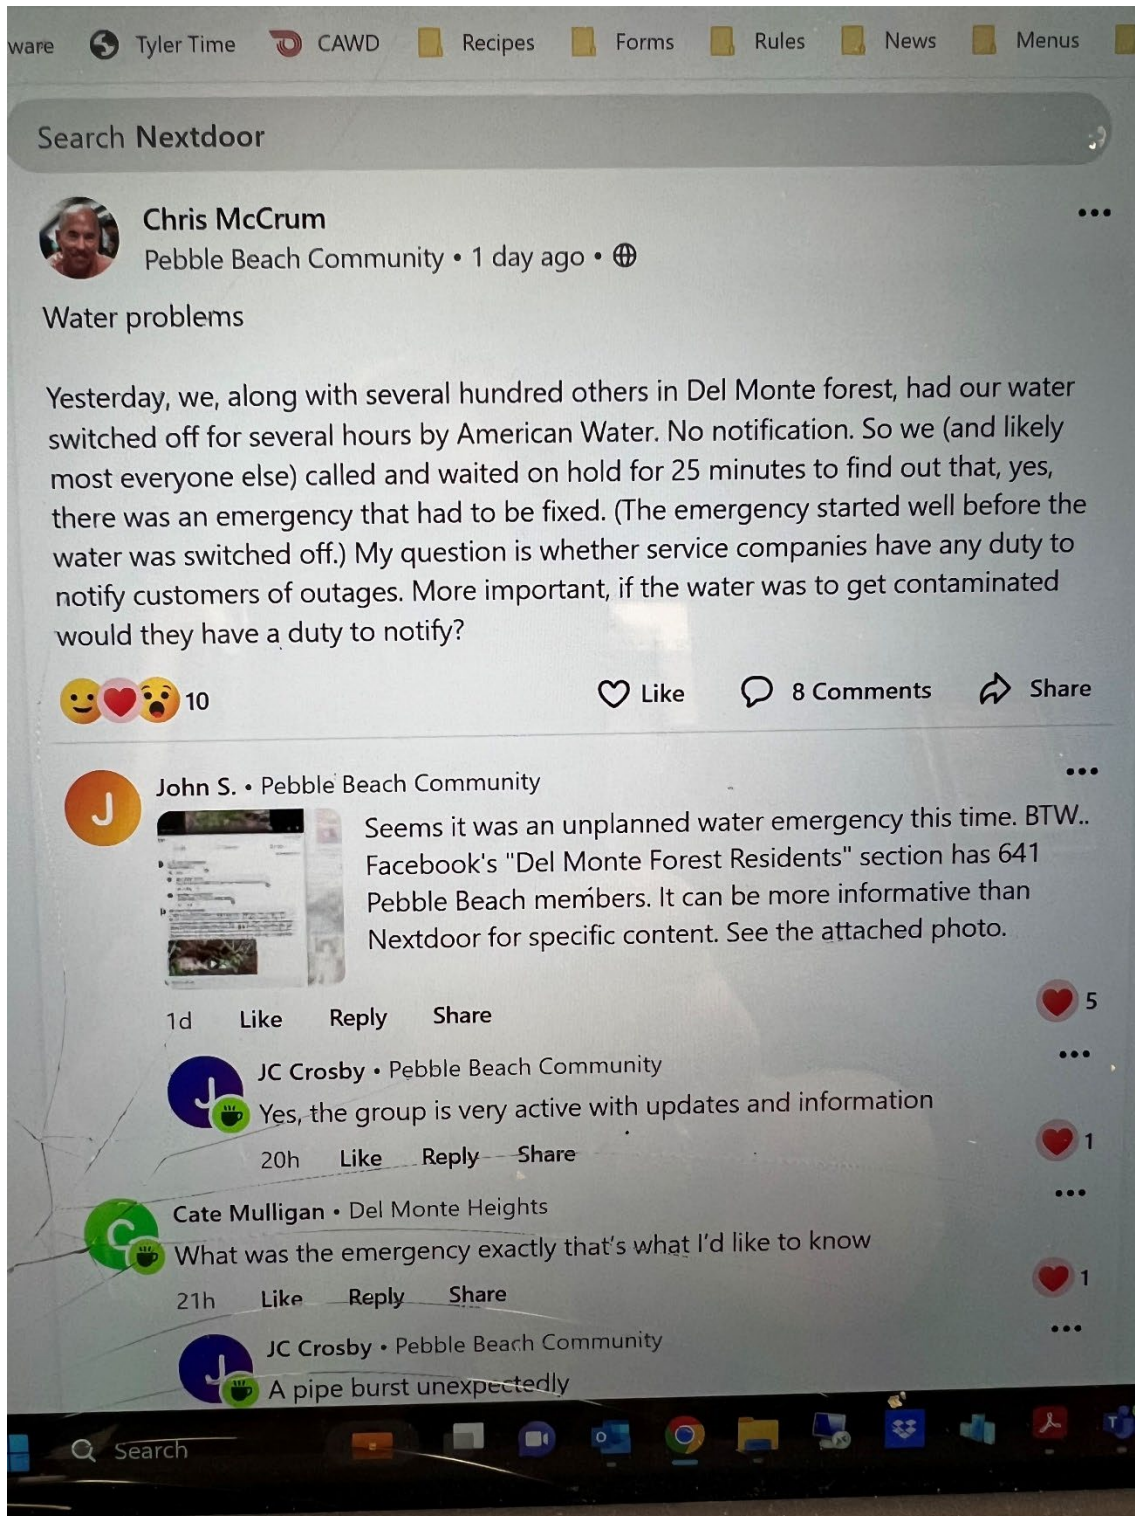 ware Tyler Time CAWD Recipes Forms Rules News Menus
Search Nextdoor
Chris McCrum
Pebble Beach Community • 1 day ago •
Water problems
Yesterday, we, along with several hundred others in Del Monte forest, had our water
switched off for several hours by American Water. No notification. So we (and likely
most everyone else) called and waited on hold for 25 minutes to find out that, yes,
there was an emergency that had to be fixed. (The emergency started well before the
water was switched off.) My question is whether service companies have any duty to
notify customers of outages. More important, if the water was to get contaminated
would they have a duty to notify?
10 Like 8 Comments Share
J
John S. • Pebble Beach Community
Seems it was an unplanned water emergency this time. BTW..
Facebook's "Del Monte Forest Residents" section has 641
Pebble Beach members. It can be more informative than
Nextdoor for specific content. See the attached photo.
5
1d Like Reply Share
J
JC Crosby • Pebble Beach Community
Yes, the group is very active with updates and information
1
20h Like Reply Share
C
Cate Mulligan • Del Monte Heights
What was the emergency exactly that's what I'd like to know
1
21h Like Reply Share
J
JC Crosby • Pebble Beach Community
A pipe burst unexpectedly
Search